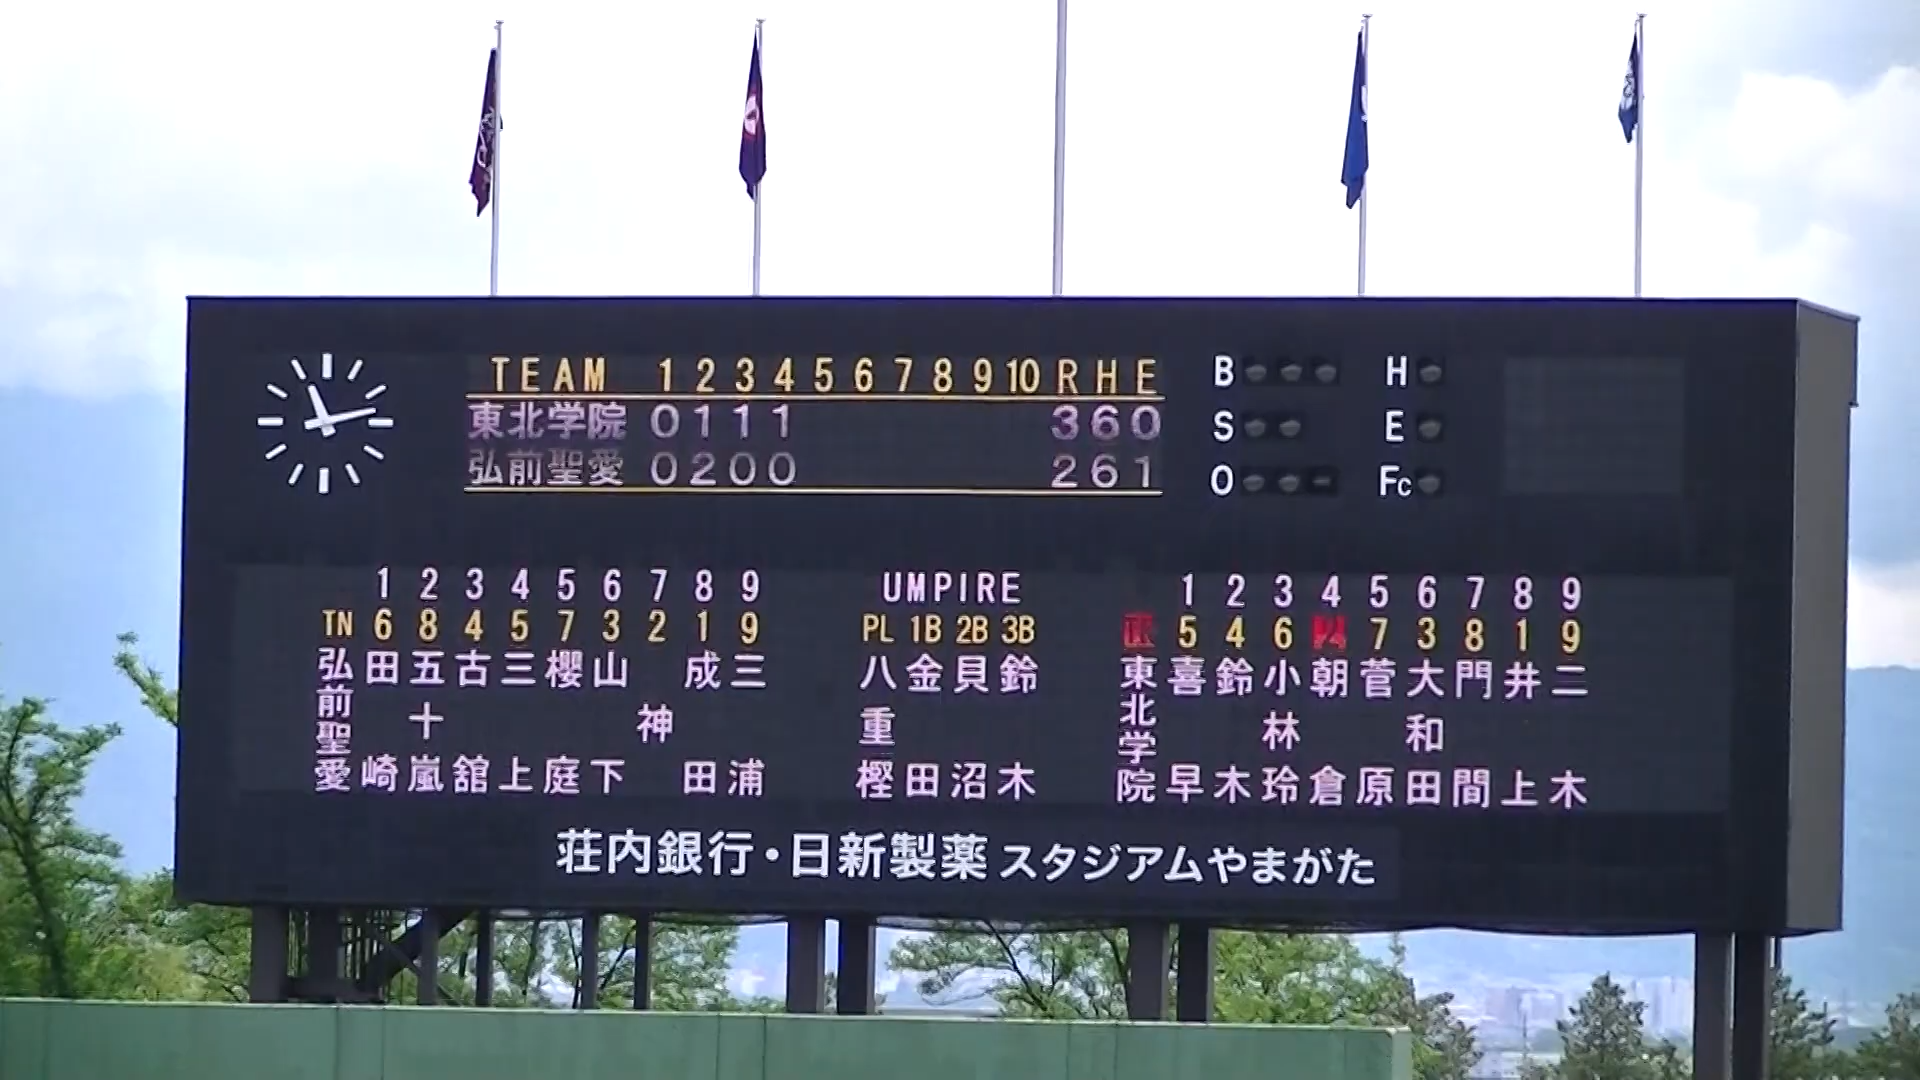 TEAM 1 2 3 4 5 6 7 8 9 10 R H E
東北学院 0 1 1 1 3 6 0
弘前聖愛 0 2 0 0 2 6 1
B H
S E
O Fc
1 2 3 4 5 6 7 8 9
TN 6 8 4 5 7 3 2 1 9
弘前聖愛 田崎 五十嵐 古舘 三上 櫻庭 山下 神 成田 三浦
UMPIRE
PL 1B 2B 3B
八重樫 金田 貝沼 鈴木
1 2 3 4 5 6 7 8 9
5 4 6 7 3 8 1 9
東北学院 喜早 鈴木 小林玲 朝倉 菅原 大和田 門間 井上 二木
荘内銀行・日新製薬 スタジアムやまがた